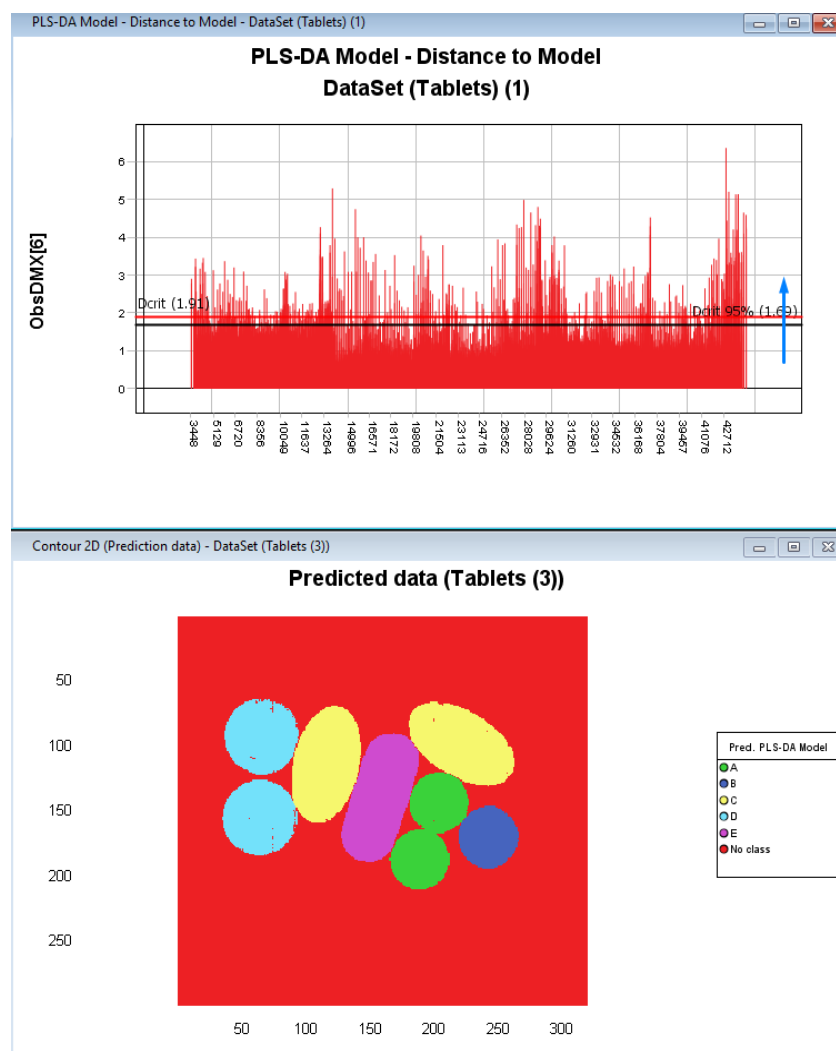 PLS-DA Model - Distance to Model - DataSet (Tablets) (1)
PLS-DA Model - Distance to Model
DataSet (Tablets) (1)
ObsDMX[6]
6
5
4
3
2
1
0
Dcrit (1.91)
Dcrit 95% (1.69)
3448
5129
6720
8356
10049
11637
13264
14996
16571
18172
19808
21504
23113
24716
26352
28028
29624
31260
32931
34532
36168
37804
39457
41076
42712
Contour 2D (Prediction data) - DataSet (Tablets (3))
Predicted data (Tablets (3))
50
100
150
200
250
50 100 150 200 250 300
Pred. PLS-DA Model
A
B
C
D
E
No class